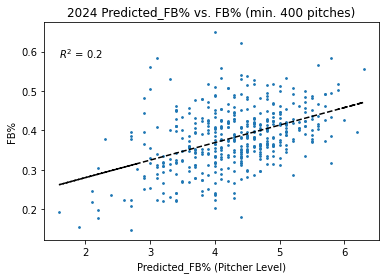 2024 Predicted_FB% vs. FB% (min. 400 pitches)
R² = 0.2
FB%
0.6
0.5
0.4
0.3
0.2
2 3 4 5 6
Predicted_FB% (Pitcher Level)